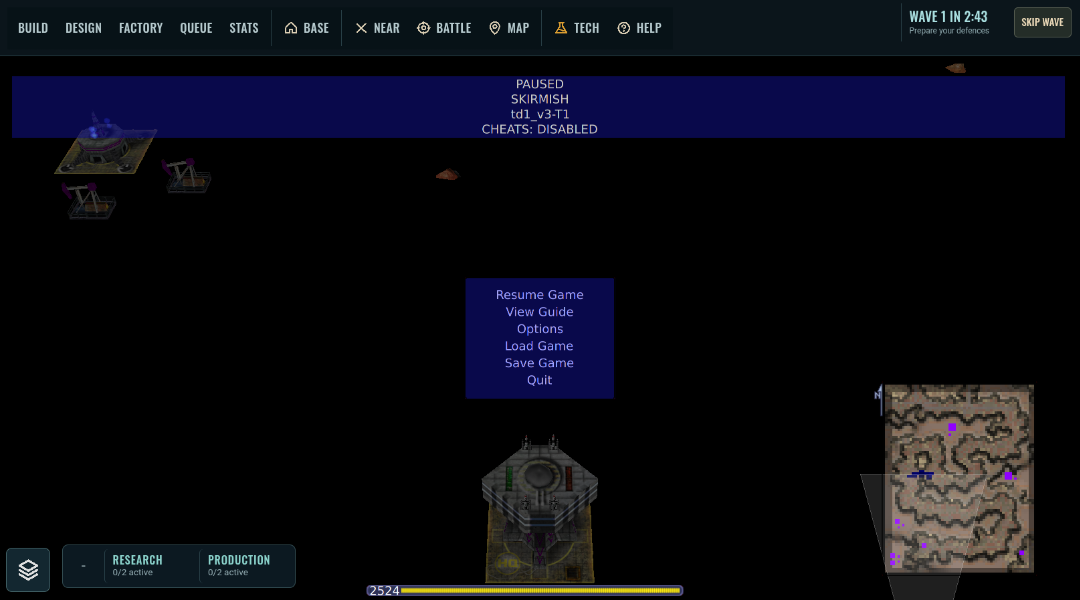 BUILD DESIGN FACTORY QUEUE STATS BASE NEAR BATTLE MAP TECH HELP
WAVE 1 IN 2:43
Prepare your defences
SKIP WAVE
PAUSED
SKIRMISH
td1_v3-T1
CHEATS: DISABLED
Resume Game
View Guide
Options
Load Game
Save Game
Quit
N
- RESEARCH PRODUCTION
0/2 active 0/2 active
2524